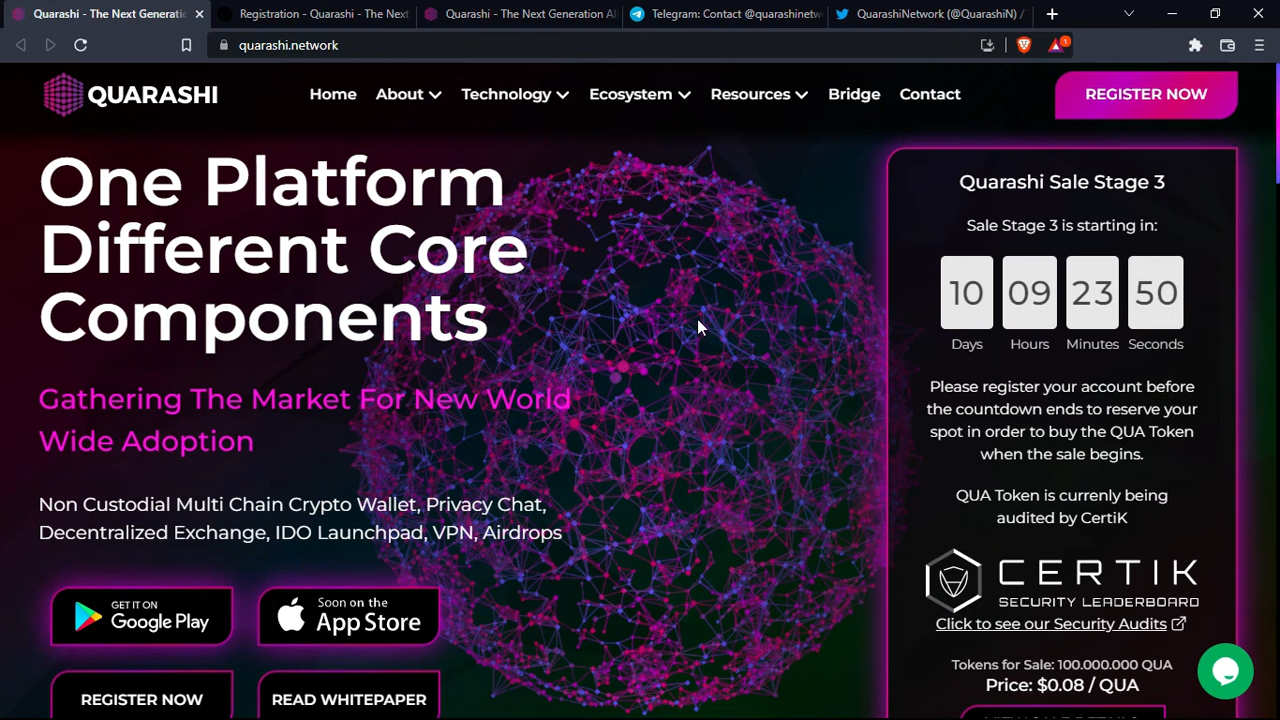 Quarashi - The Next Generatio
Registration - Quarashi - The Next
Quarashi - The Next Generation Al
Telegram: Contact @quarashinetw
QuarashiNetwork (@QuarashiN) /
quarashi.network
1
QUARASHI
Home
About
Technology
Ecosystem
Resources
Bridge
Contact
REGISTER NOW
One Platform
Different Core
Components
Gathering The Market For New World
Wide Adoption
Non Custodial Multi Chain Crypto Wallet, Privacy Chat,
Decentralized Exchange, IDO Launchpad, VPN, Airdrops
GET IT ON
Google Play
Soon on the
App Store
REGISTER NOW
READ WHITEPAPER
Quarashi Sale Stage 3
Sale Stage 3 is starting in:
10 09 23 50
Days Hours Minutes Seconds
Please register your account before
the countdown ends to reserve your
spot in order to buy the QUA Token
when the sale begins.
QUA Token is currenly being
audited by CertiK
CERTIK
SECURITY LEADERBOARD
Click to see our Security Audits
Tokens for Sale: 100.000.000 QUA
Price: $0.08 / QUA